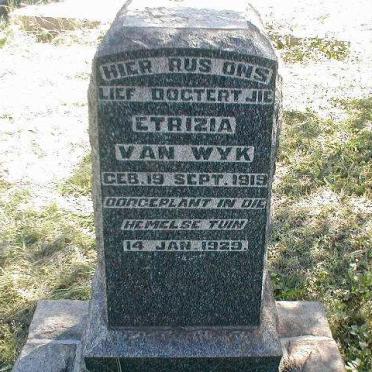 HIER RUS ONS
LIEF DOGTERTJIE
ETRIZIA
VAN WYK
GEB. 19 SEPT. 1919
OORGEPLANT IN DIE
HEMELSE TUIN
14 JAN. 1929.